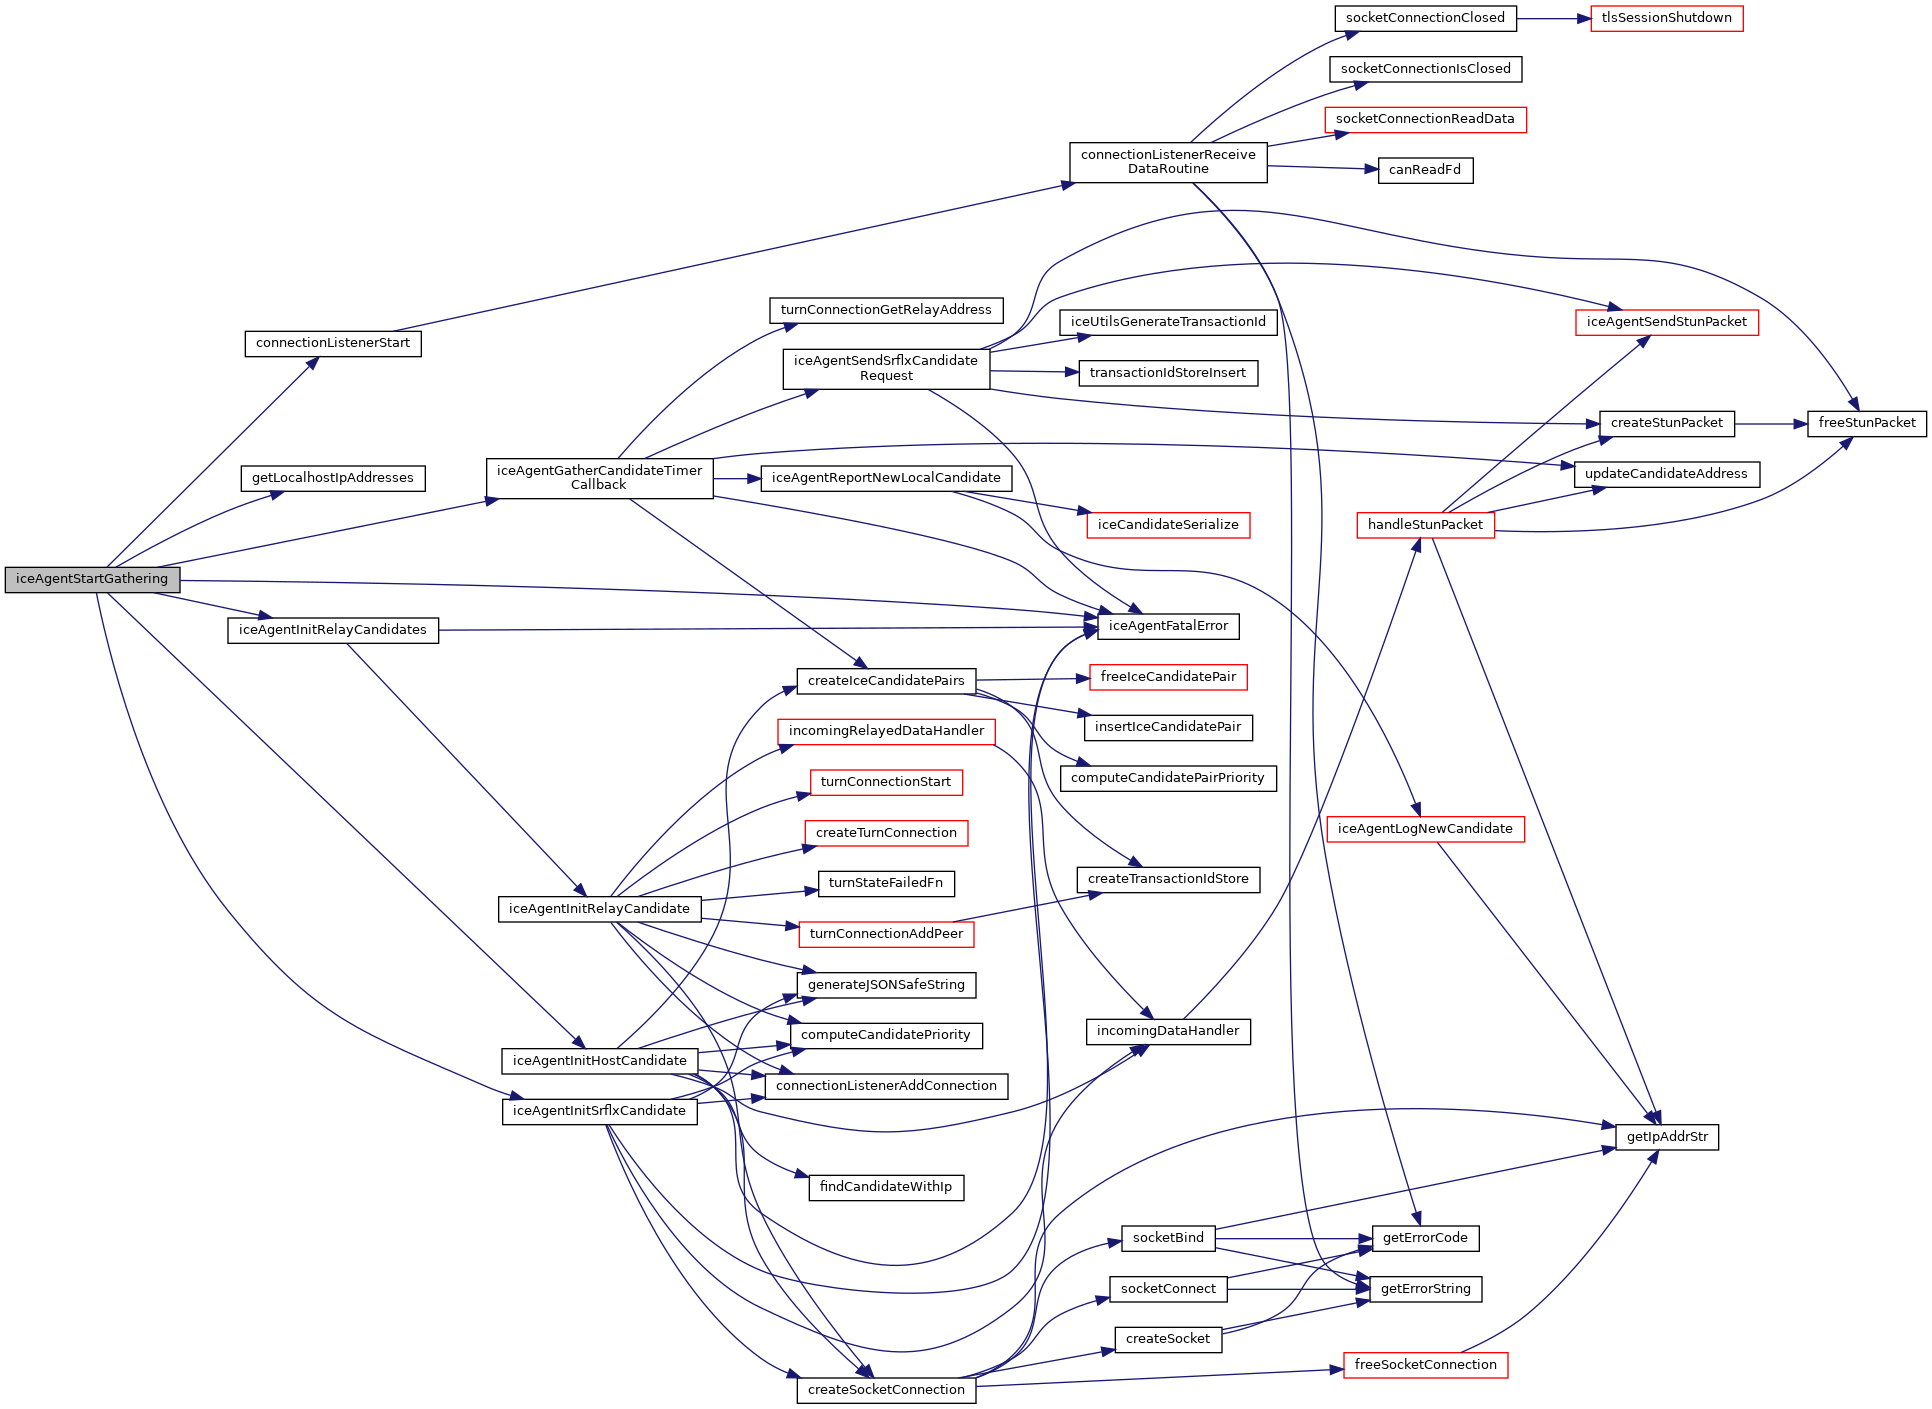 socketConnectionClosed
tlsSessionShutdown
socketConnectionIsClosed
socketConnectionReadData
connectionListenerReceive
DataRoutine
canReadFd
turnConnectionGetRelayAddress
iceUtilsGenerateTransactionId
iceAgentSendStunPacket
connectionListenerStart
iceAgentSendSrflxCandidate
Request
transactionIdStoreInsert
createStunPacket
freeStunPacket
iceAgentGatherCandidateTimer
Callback
getLocalhostIpAddresses
iceAgentReportNewLocalCandidate
updateCandidateAddress
iceCandidateSerialize
handleStunPacket
iceAgentStartGathering
iceAgentInitRelayCandidates
iceAgentFatalError
createIceCandidatePairs
freeIceCandidatePair
insertIceCandidatePair
incomingRelayedDataHandler
computeCandidatePairPriority
turnConnectionStart
createTurnConnection
iceAgentLogNewCandidate
turnStateFailedFn
createTransactionIdStore
iceAgentInitRelayCandidate
turnConnectionAddPeer
generateJSONSafeString
computeCandidatePriority
incomingDataHandler
iceAgentInitHostCandidate
connectionListenerAddConnection
iceAgentInitSrflxCandidate
getIpAddrStr
findCandidateWithIp
socketBind
getErrorCode
socketConnect
getErrorString
createSocket
freeSocketConnection
createSocketConnection